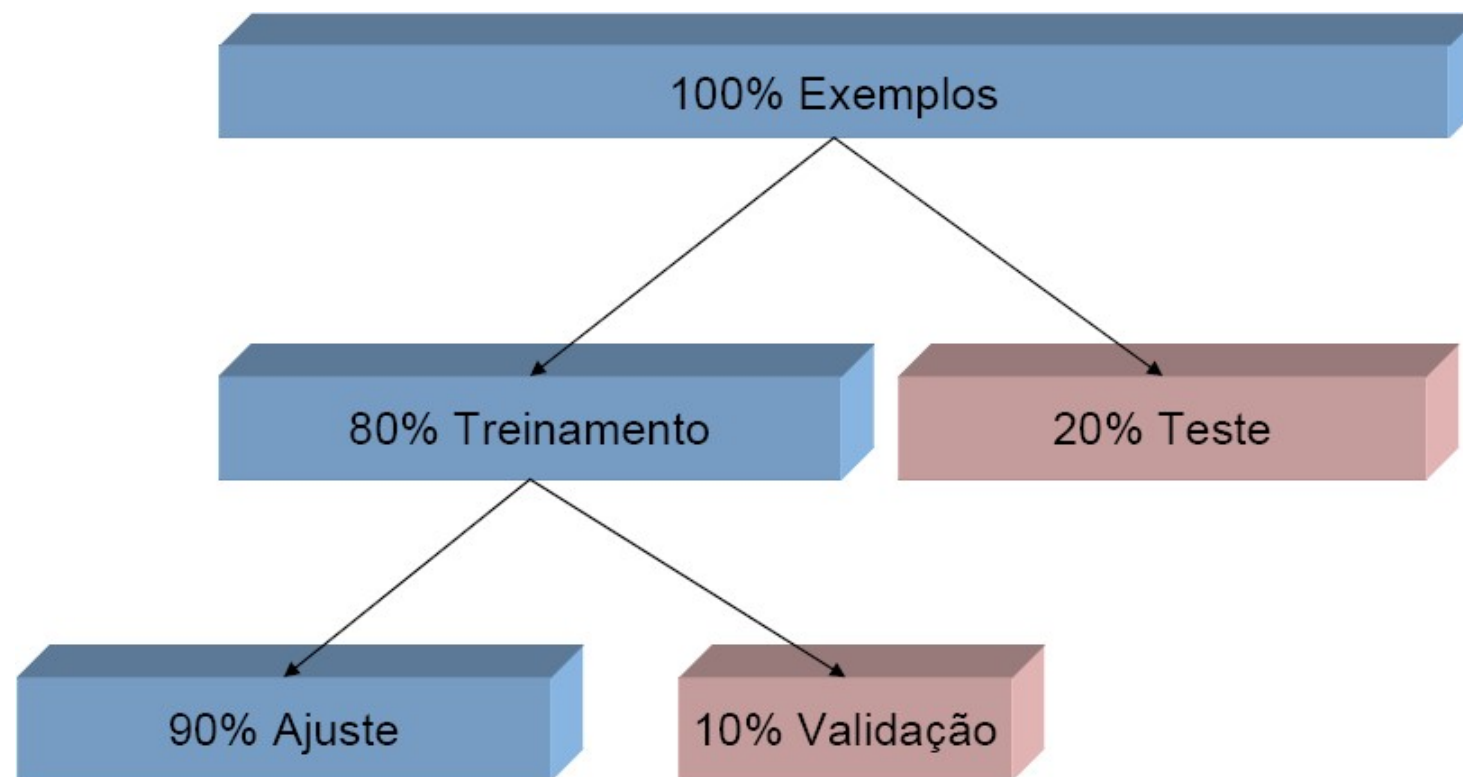 100% Exemplos
80% Treinamento
20% Teste
90% Ajuste
10% Validação